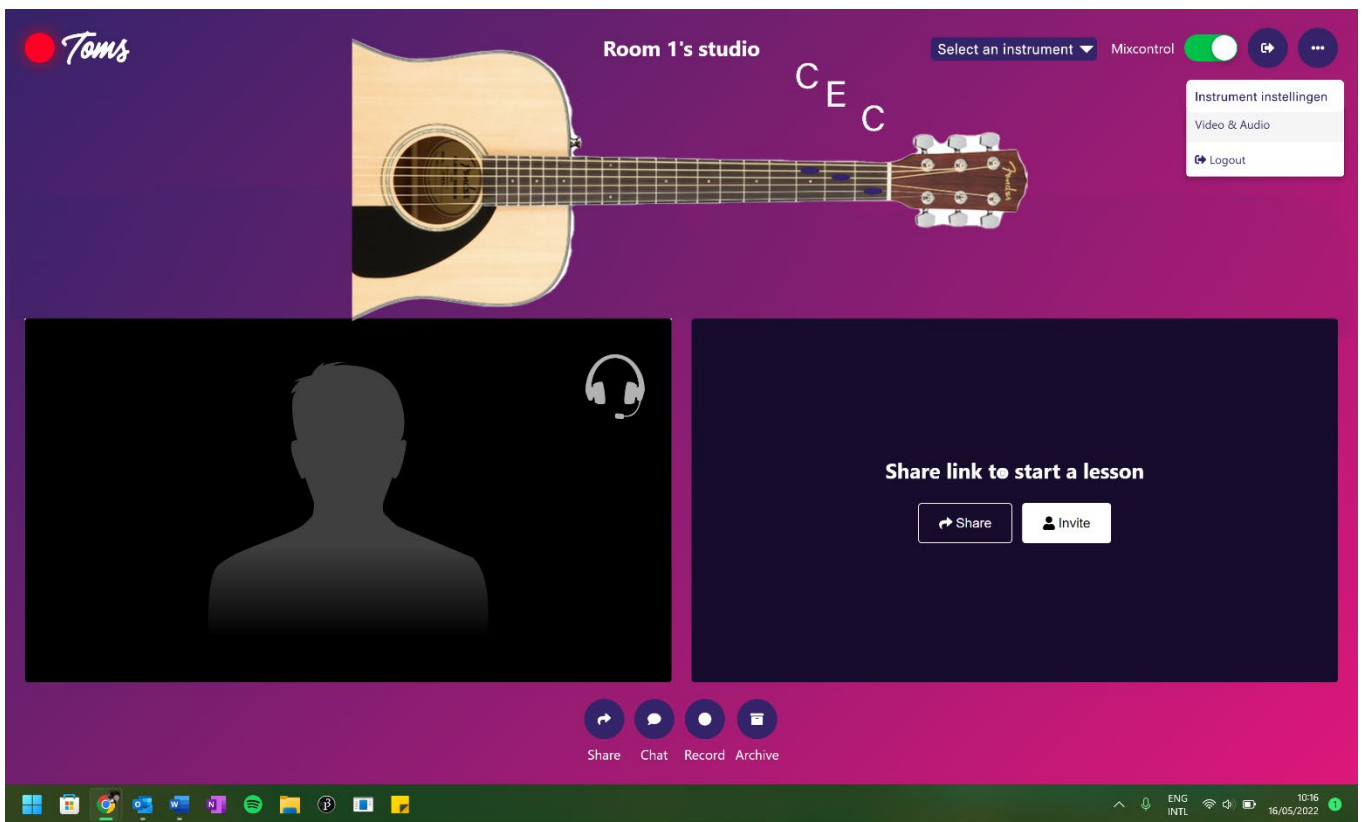 Toms
Room 1's studio
Select an instrument
Mixcontrol
Instrument instellingen
Video & Audio
Logout
C
E
C
Fender
Share link to start a lesson
Share
Invite
Share
Chat
Record
Archive
ENG
INTL
10:16
16/05/2022
1